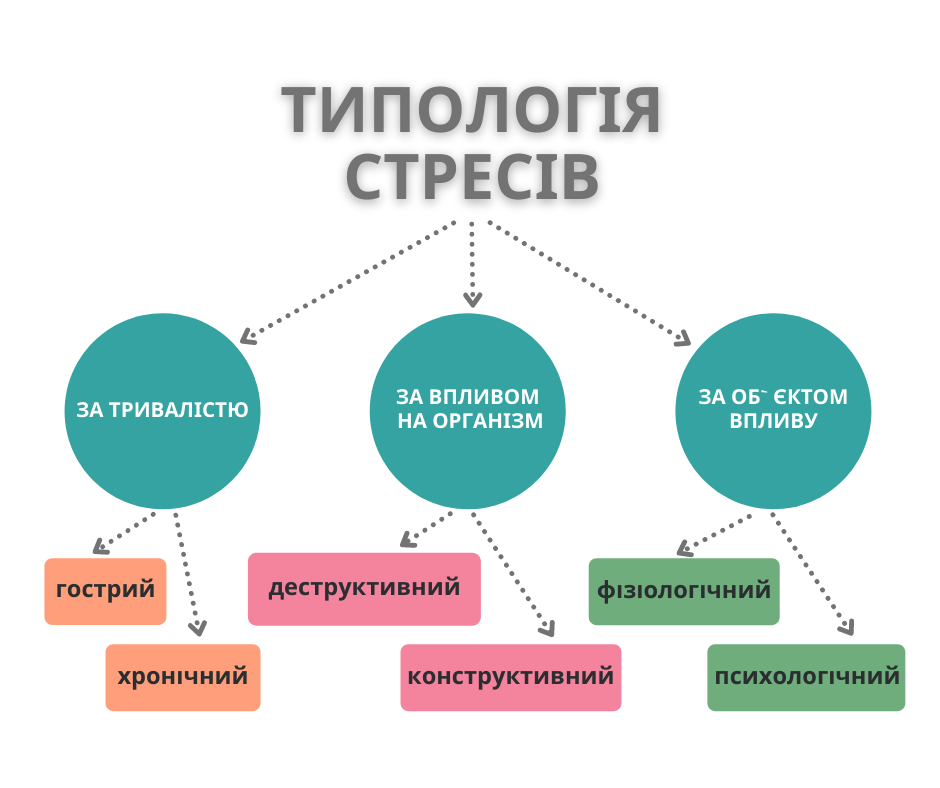 ТИПОЛОГІЯ
СТРЕСІВ
ЗА ТРИВАЛІСТЮ
ЗА ВПЛИВОМ
НА ОРГАНІЗМ
ЗА ОБ˜ ЄКТОМ
ВПЛИВУ
гострий
хронічний
деструктивний
конструктивний
фізіологічний
психологічний